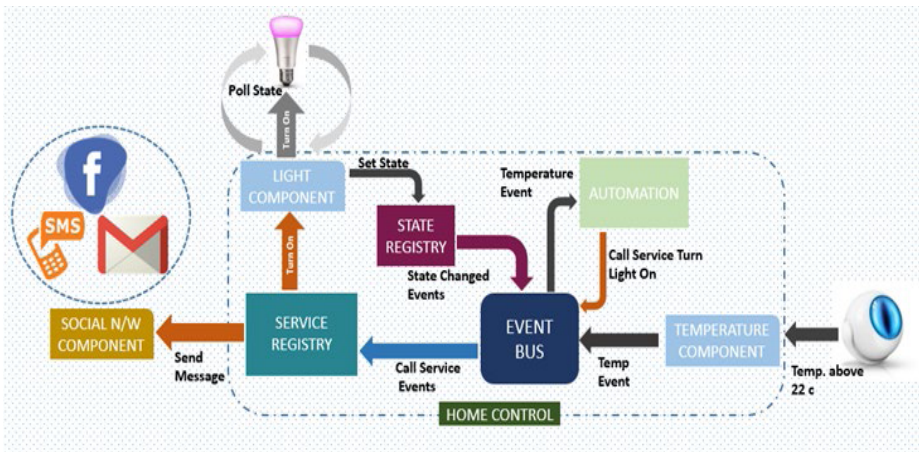 Poll State
Turn On
SMS
LIGHT
COMPONENT
Set State
Temperature
Event
AUTOMATION
STATE
REGISTRY
Turn On
State Changed
Events
Call Service Turn
Light On
SOCIAL N/W
COMPONENT
Send
Message
SERVICE
REGISTRY
Call Service
Events
EVENT
BUS
Temp
Event
TEMPERATURE
COMPONENT
Temp. above
22 c
HOME CONTROL